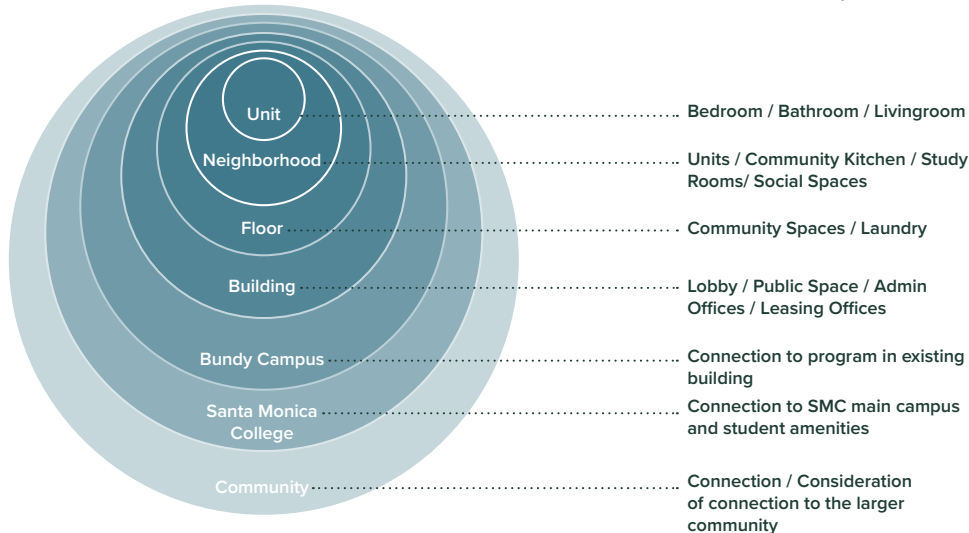 Unit
Bedroom / Bathroom / Livingroom
Neighborhood
Units / Community Kitchen / Study
Rooms/ Social Spaces
Floor
Community Spaces / Laundry
Building
Lobby / Public Space / Admin
Offices / Leasing Offices
Bundy Campus
Connection to program in existing
building
Santa Monica
College
Connection to SMC main campus
and student amenities
Community
Connection / Consideration
of connection to the larger
community